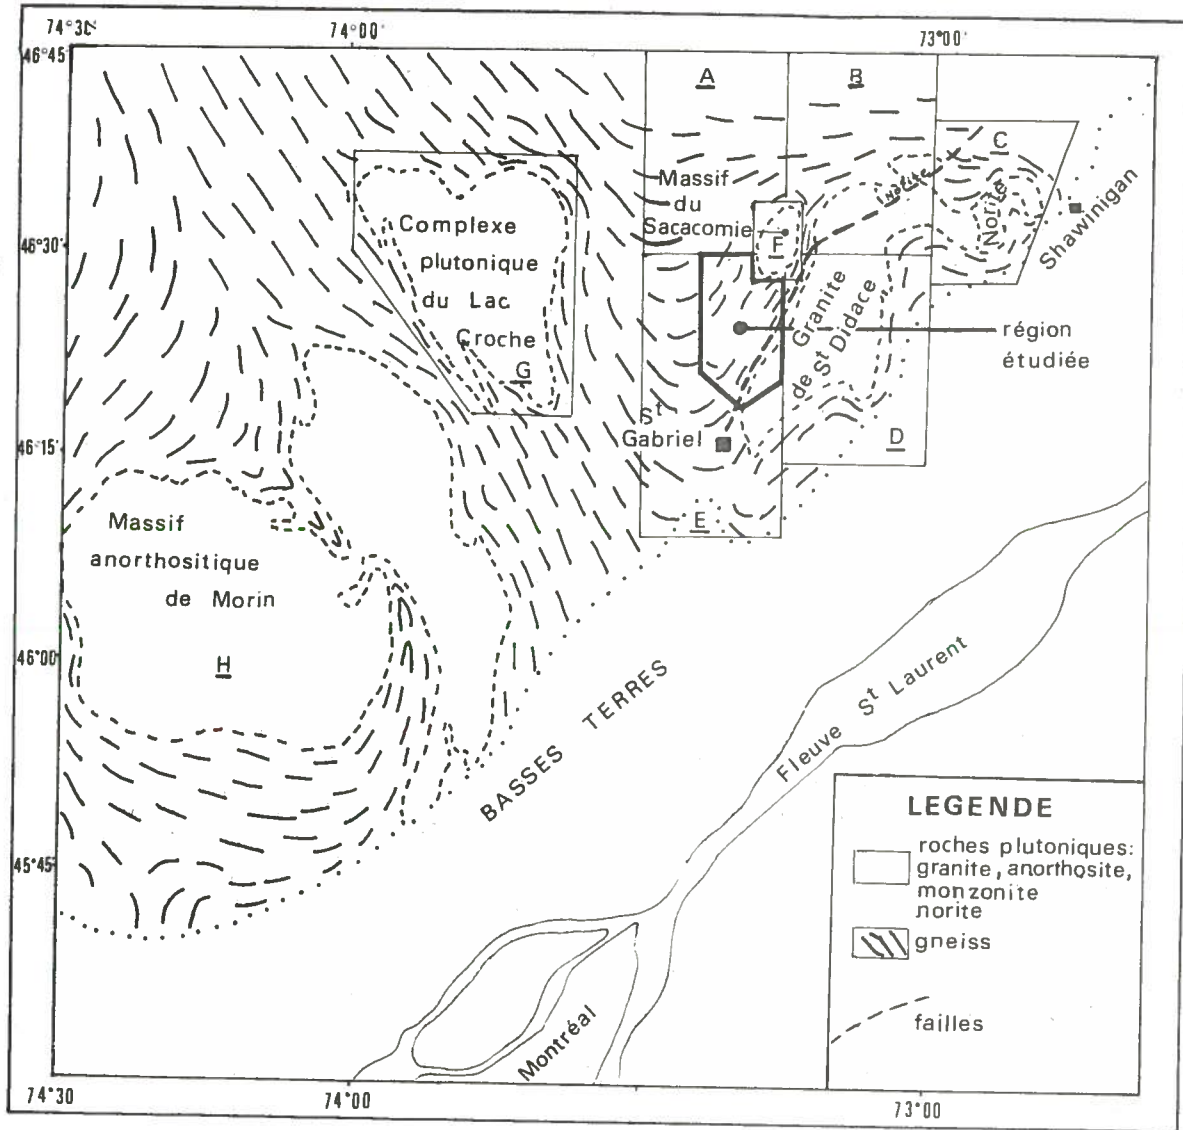 74°30
74°00'
73°00'
46°45
A
B
C
Massif
du
Sacacomie
F
Norite
Norite
Shawinigan
46°30
Complexe
plutonique
du Lac
Croche
G
Granite
de St Didace
région
étudiée
46°15'
St
Gabriel
D
E
Massif
anorthositique
de Morin
H
46°00
BASSES TERRES
Fleuve St Laurent
45°45
Montréal
LEGENDE
roches plutoniques:
granite, anorthosite,
monzonite
norite
gneiss
failles
74°30
74°00
73°00